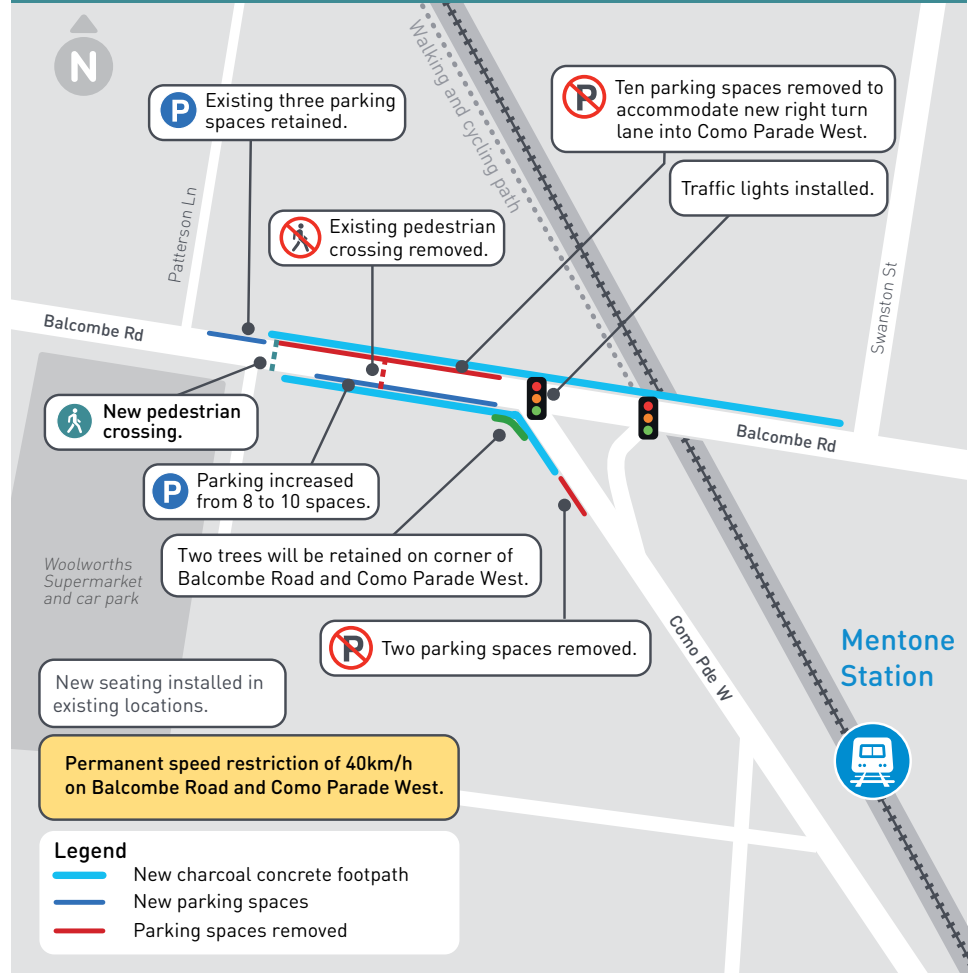 N
P Existing three parking
spaces retained.
P Ten parking spaces removed to
accommodate new right turn
lane into Como Parade West.
Walking and cycling path
Traffic lights installed.
Patterson Ln
Existing pedestrian
crossing removed.
Swanston St
Balcombe Rd
New pedestrian
crossing.
Balcombe Rd
P Parking increased
from 8 to 10 spaces.
Two trees will be retained on corner of
Balcombe Road and Como Parade West.
Woolworths
Supermarket
and car park
P Two parking spaces removed.
Como Pde W
Mentone
Station
New seating installed in
existing locations.
Permanent speed restriction of 40km/h
on Balcombe Road and Como Parade West.
Legend
New charcoal concrete footpath
New parking spaces
Parking spaces removed